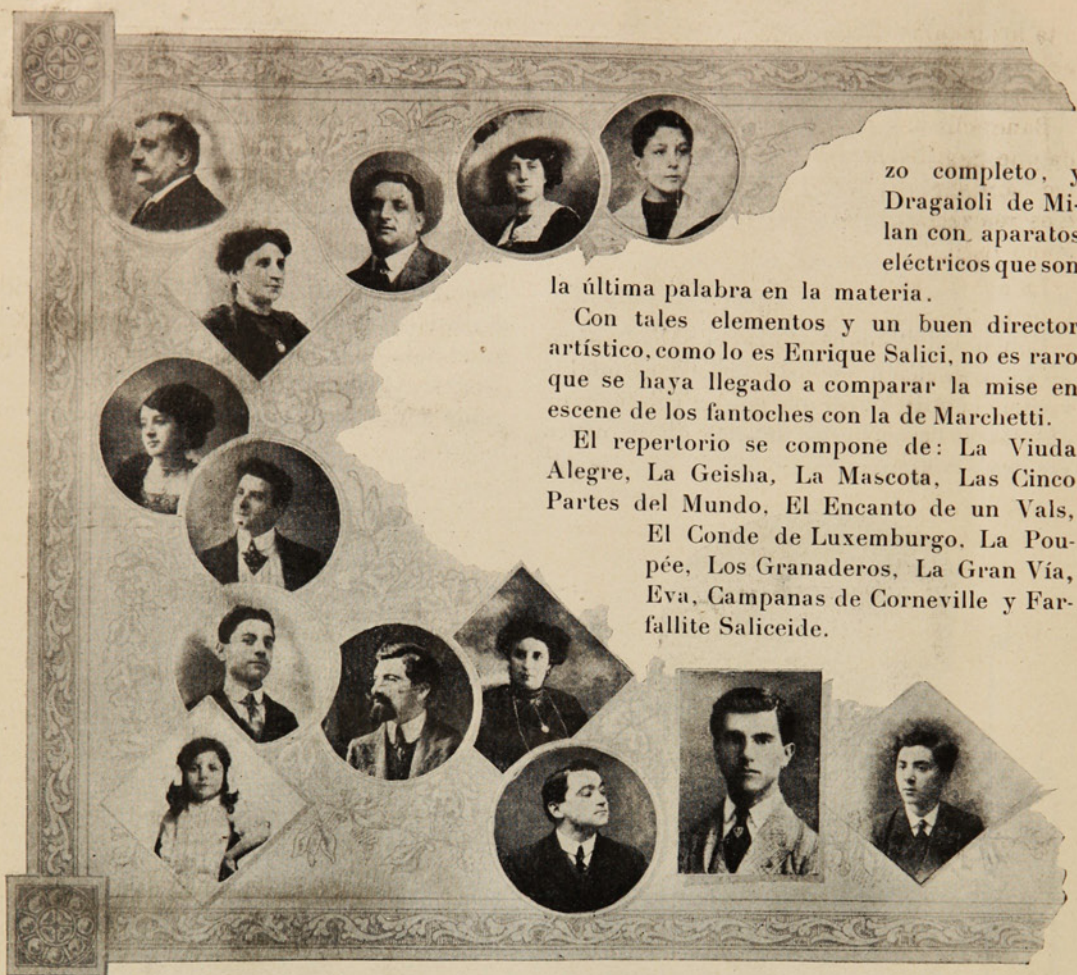 zo completo, y
Dragaioli de Mi-
lan con aparatos
eléctricos que son
la última palabra en la materia.
Con tales elementos y un buen director
artístico, como lo es Enrique Salici, no es raro
que se haya llegado a comparar la mise en
escene de los fantoches con la de Marchetti.
El repertorio se compone de: La Viuda
Alegre, La Geisha, La Mascota, Las Cinco
Partes del Mundo, El Encanto de un Vals,
El Conde de Luxemburgo, La Pou-
pée, Los Granaderos, La Gran Vía,
Eva, Campanas de Corneville y Far-
fallite Saliceide.